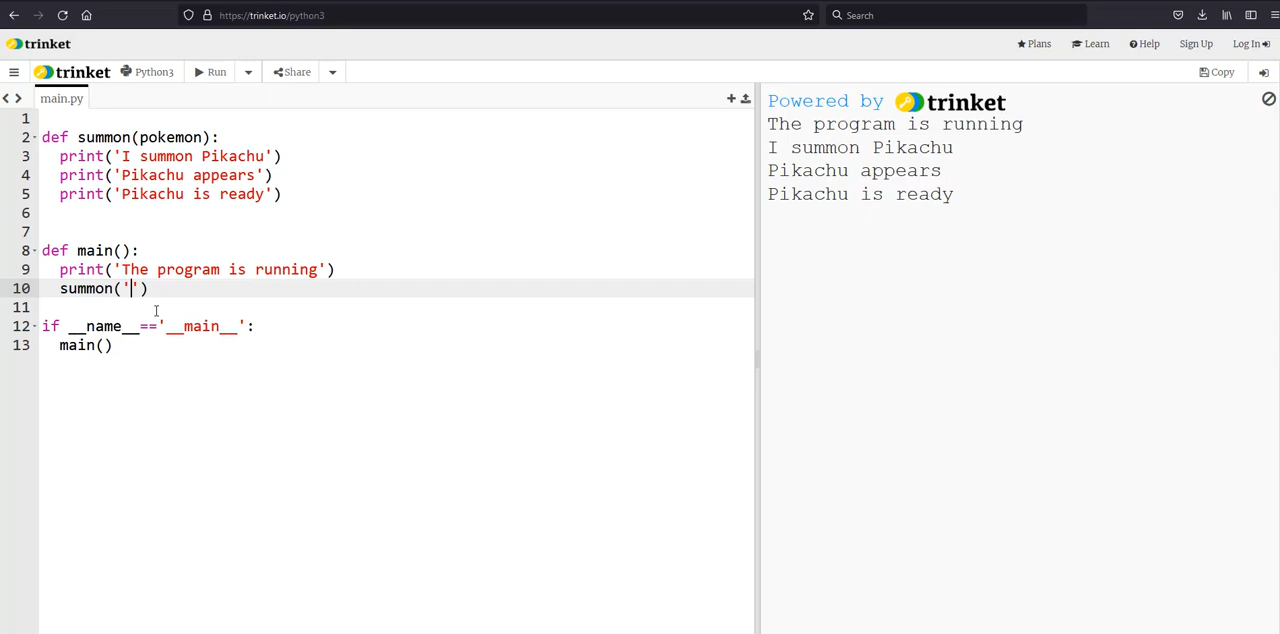 https://trinket.io/python3
Search
trinket
Plans
Learn
Help
Sign Up
Log In
trinket
Python3
Run
Share
Copy
main.py
1
2 def summon(pokemon):
3 print('I summon Pikachu')
4 print('Pikachu appears')
5 print('Pikachu is ready')
6
7
8 def main():
9 print('The program is running')
10 summon('')
11
12 if __name__=='__main__':
13 main()
Powered by trinket
The program is running
I summon Pikachu
Pikachu appears
Pikachu is ready